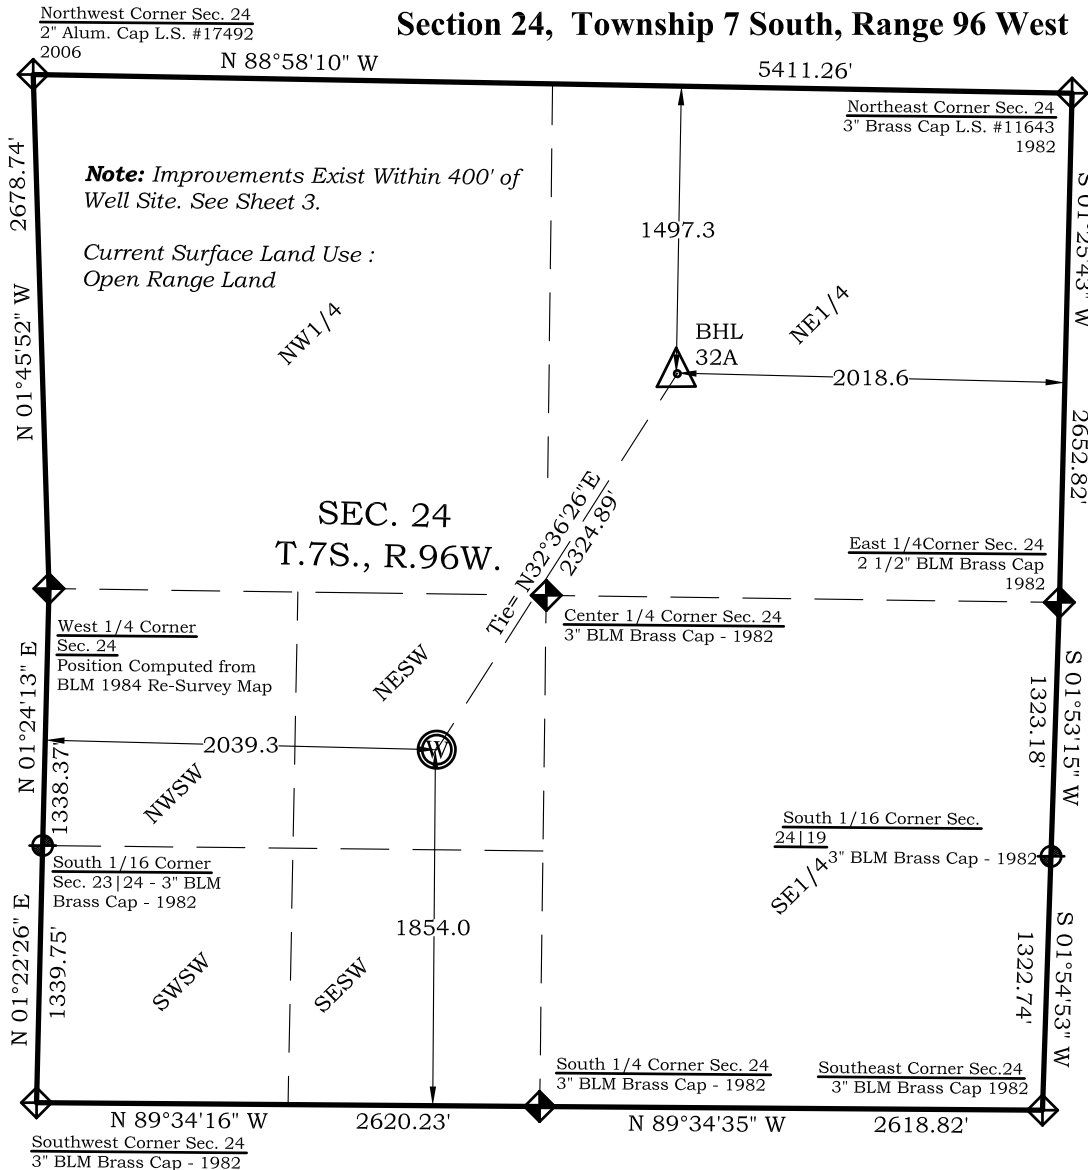 Northwest Corner Sec. 24
2" Alum. Cap L.S. #17492
2006
Section 24, Township 7 South, Range 96 West
N 88°58'10" W
5411.26'
Northeast Corner Sec. 24
3" Brass Cap L.S. #11643
1982
2678.74'
N 01°45'52" W
Note: Improvements Exist Within 400' of
Well Site. See Sheet 3.
Current Surface Land Use :
Open Range Land
NW1/4
1497.3
NE1/4
S 01°25'43" W
BHL
32A
2018.6
2652.82'
SEC. 24
T.7S., R.96W.
Tie= N32°36'26"E
2324.89'
East 1/4Corner Sec. 24
2 1/2" BLM Brass Cap
1982
Center 1/4 Corner Sec. 24
3" BLM Brass Cap - 1982
West 1/4 Corner
Sec. 24
Position Computed from
BLM 1984 Re-Survey Map
NESW
N 01°24'13" E
1338.37'
2039.3
W
NWSW
S 01°53'15" W
1323.18'
South 1/16 Corner Sec.
24|19
3" BLM Brass Cap - 1982
SE1/4
South 1/16 Corner
Sec. 23|24 - 3" BLM
Brass Cap - 1982
1854.0
N 01°22'26" E
1339.75'
SWSW
SESW
S 01°54'53" W
1322.74'
South 1/4 Corner Sec. 24
3" BLM Brass Cap - 1982
Southeast Corner Sec.24
3" BLM Brass Cap 1982
N 89°34'16" W
2620.23'
N 89°34'35" W
2618.82'
Southwest Corner Sec. 24
3" BLM Brass Cap - 1982